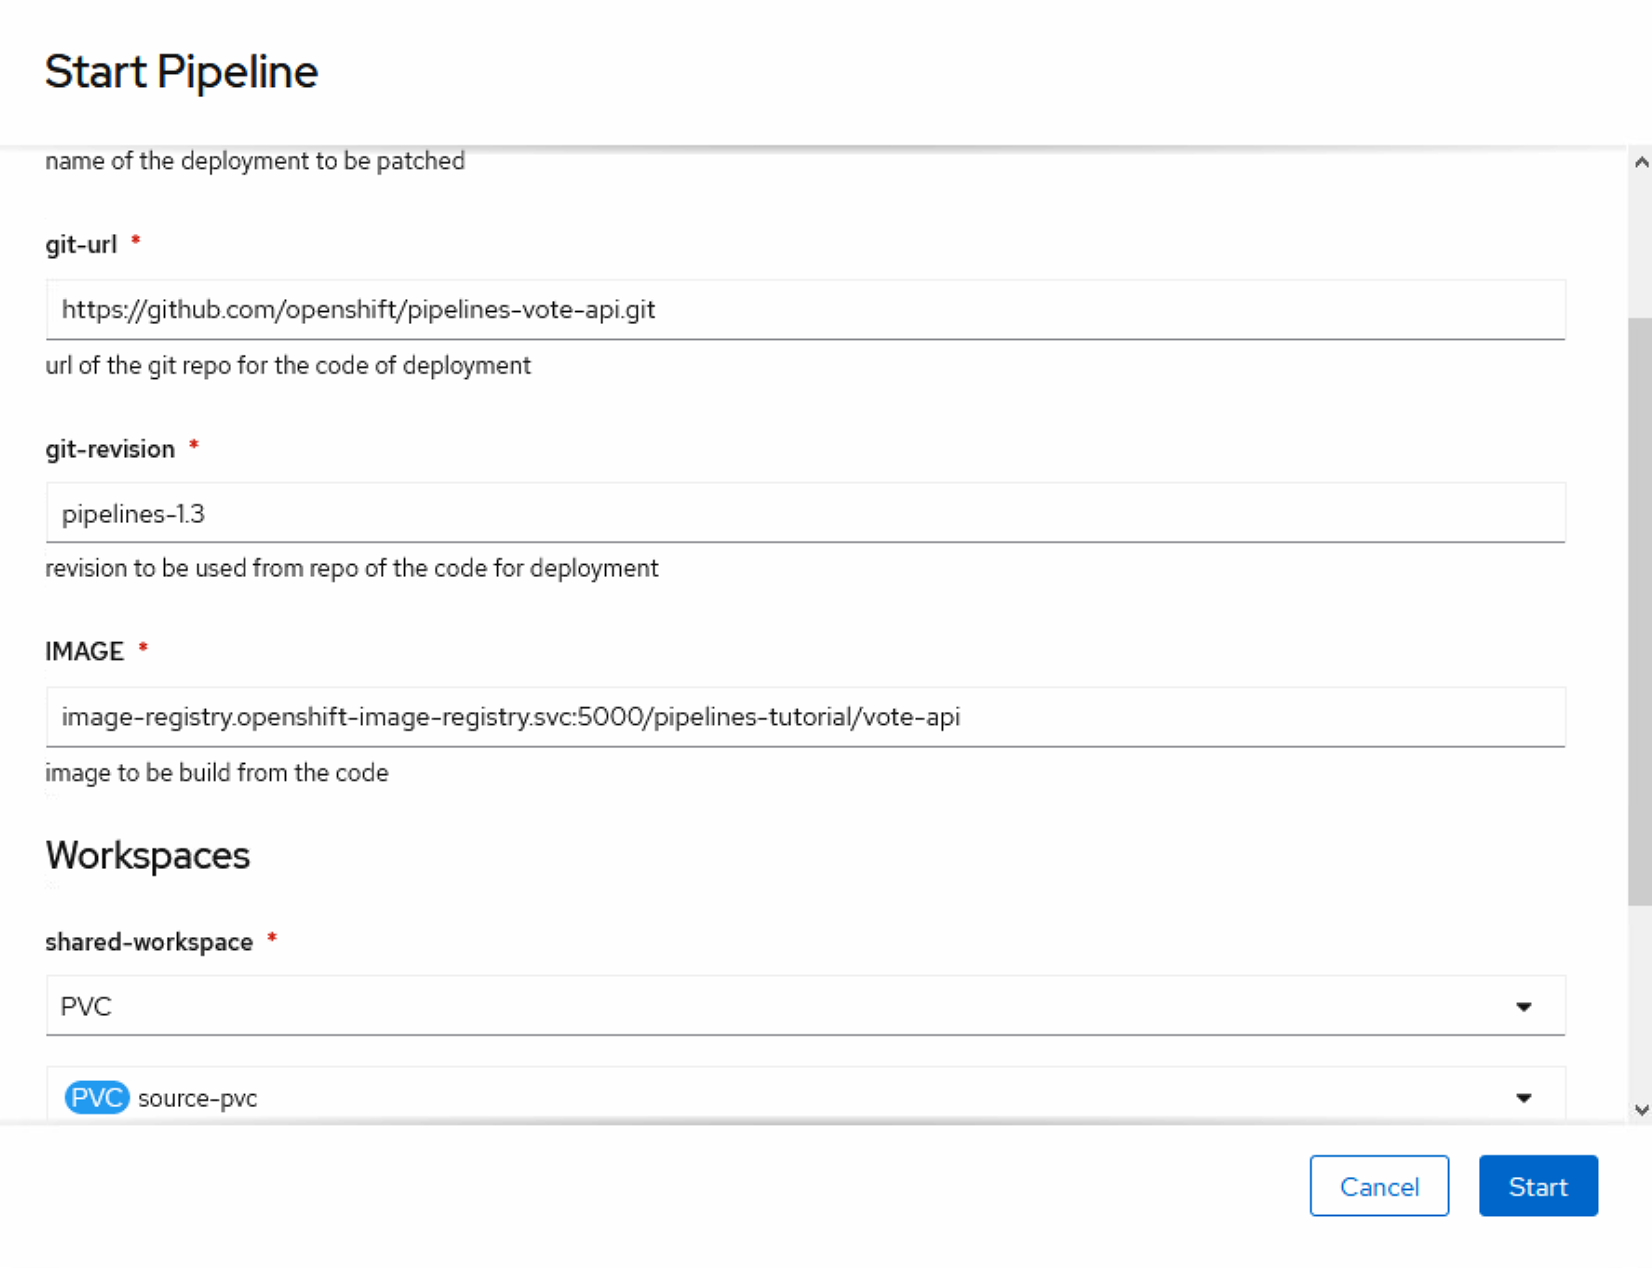 Start Pipeline
name of the deployment to be patched
git-url *
https://github.com/openshift/pipelines-vote-api.git
url of the git repo for the code of deployment
git-revision *
pipelines-1.3
revision to be used from repo of the code for deployment
IMAGE *
image-registry.openshift-image-registry.svc:5000/pipelines-tutorial/vote-api
image to be build from the code
Workspaces
shared-workspace *
PVC
PVC source-pvc
Cancel Start